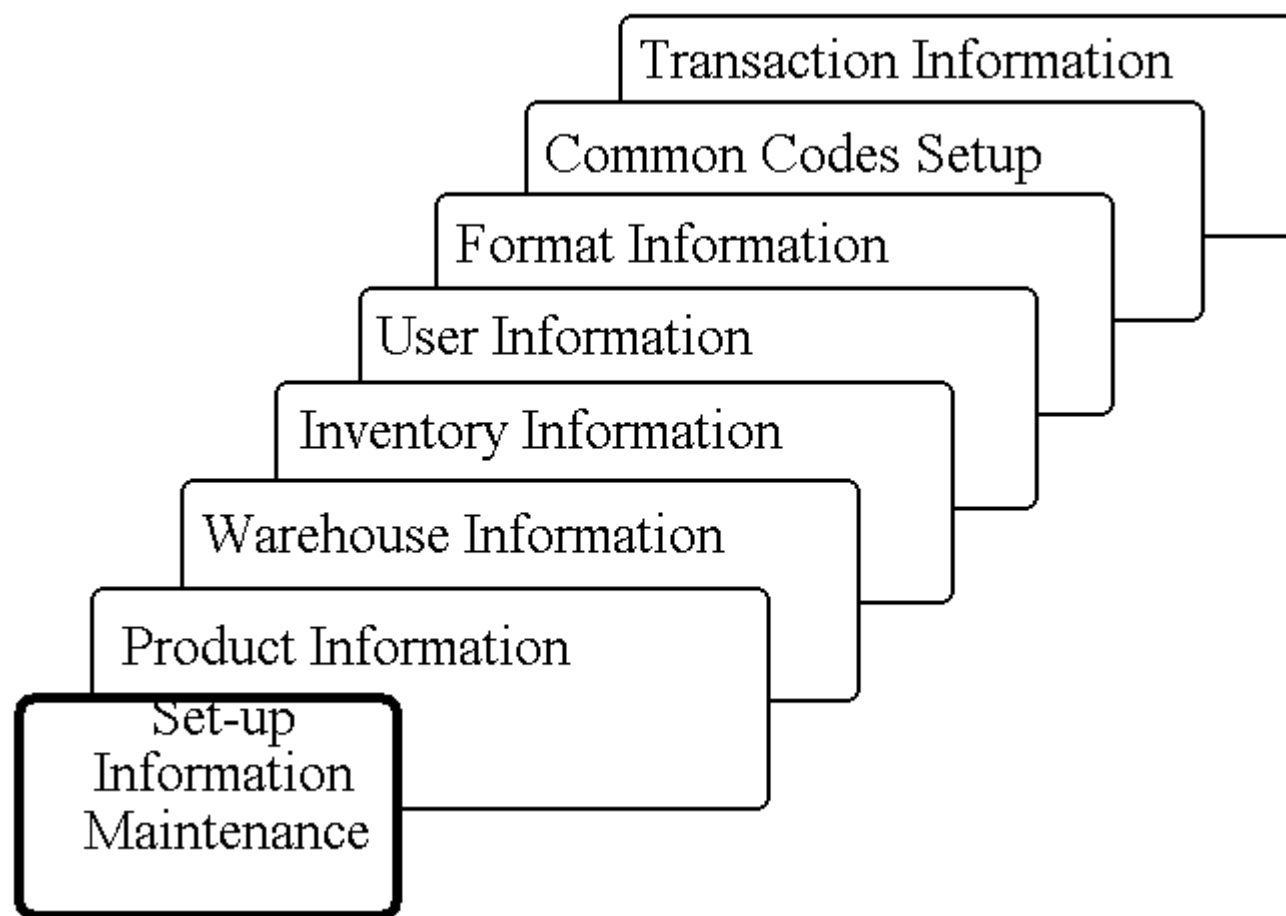 Transaction Information
Common Codes Setup
Format Information
User Information
Inventory Information
Warehouse Information
Product Information
Set-up
Information
Maintenance